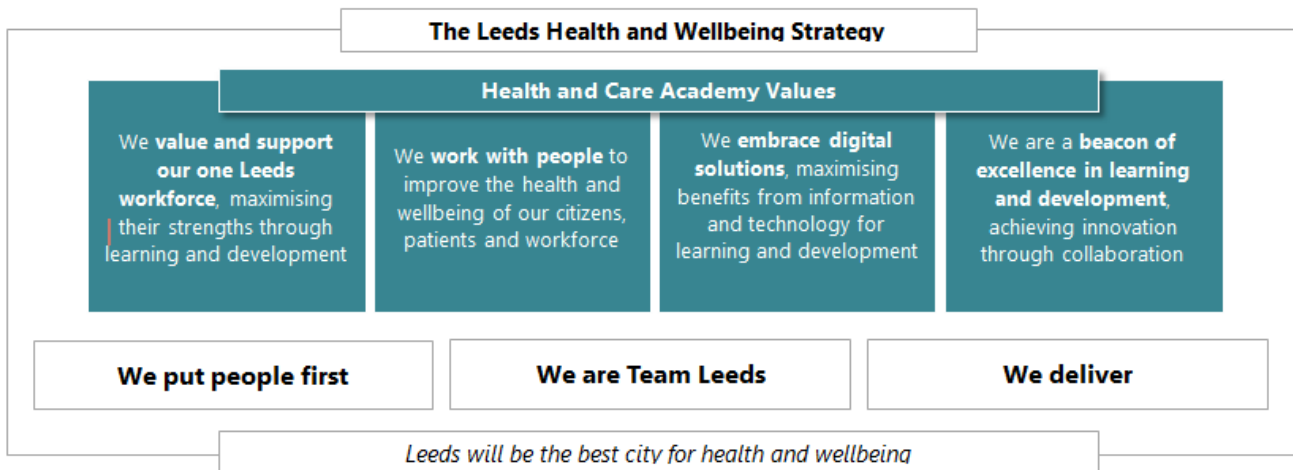 The Leeds Health and Wellbeing Strategy
Health and Care Academy Values
We value and support
our one Leeds
workforce, maximising
their strengths through
learning and development
We work with people to
improve the health and
wellbeing of our citizens,
patients and workforce
We embrace digital
solutions, maximising
benefits from information
and technology for
learning and development
We are a beacon of
excellence in learning
and development,
achieving innovation
through collaboration
We put people first
We are Team Leeds
We deliver
Leeds will be the best city for health and wellbeing